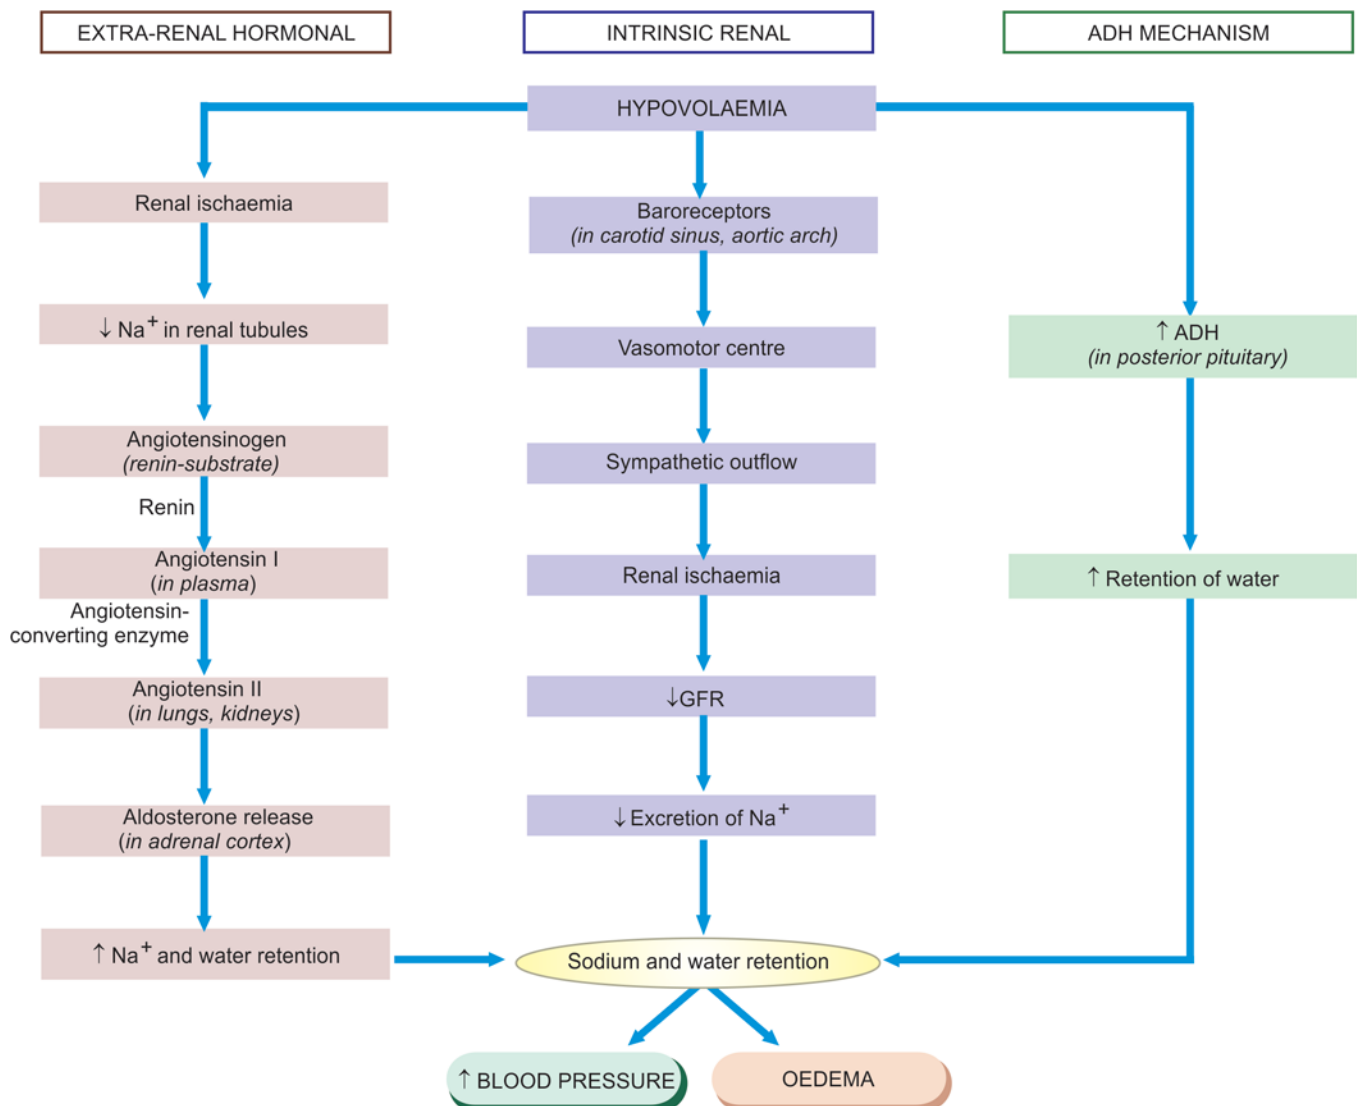 EXTRA-RENAL HORMONAL
INTRINSIC RENAL
ADH MECHANISM
HYPOVOLAEMIA
Renal ischaemia
↓ Na⁺ in renal tubules
Angiotensinogen
(renin-substrate)
Renin
Angiotensin I
(in plasma)
Angiotensin-
converting enzyme
Angiotensin II
(in lungs, kidneys)
Aldosterone release
(in adrenal cortex)
↑ Na⁺ and water retention
Baroreceptors
(in carotid sinus, aortic arch)
Vasomotor centre
Sympathetic outflow
Renal ischaemia
↓GFR
↓ Excretion of Na⁺
↑ ADH
(in posterior pituitary)
↑ Retention of water
Sodium and water retention
↑ BLOOD PRESSURE
OEDEMA